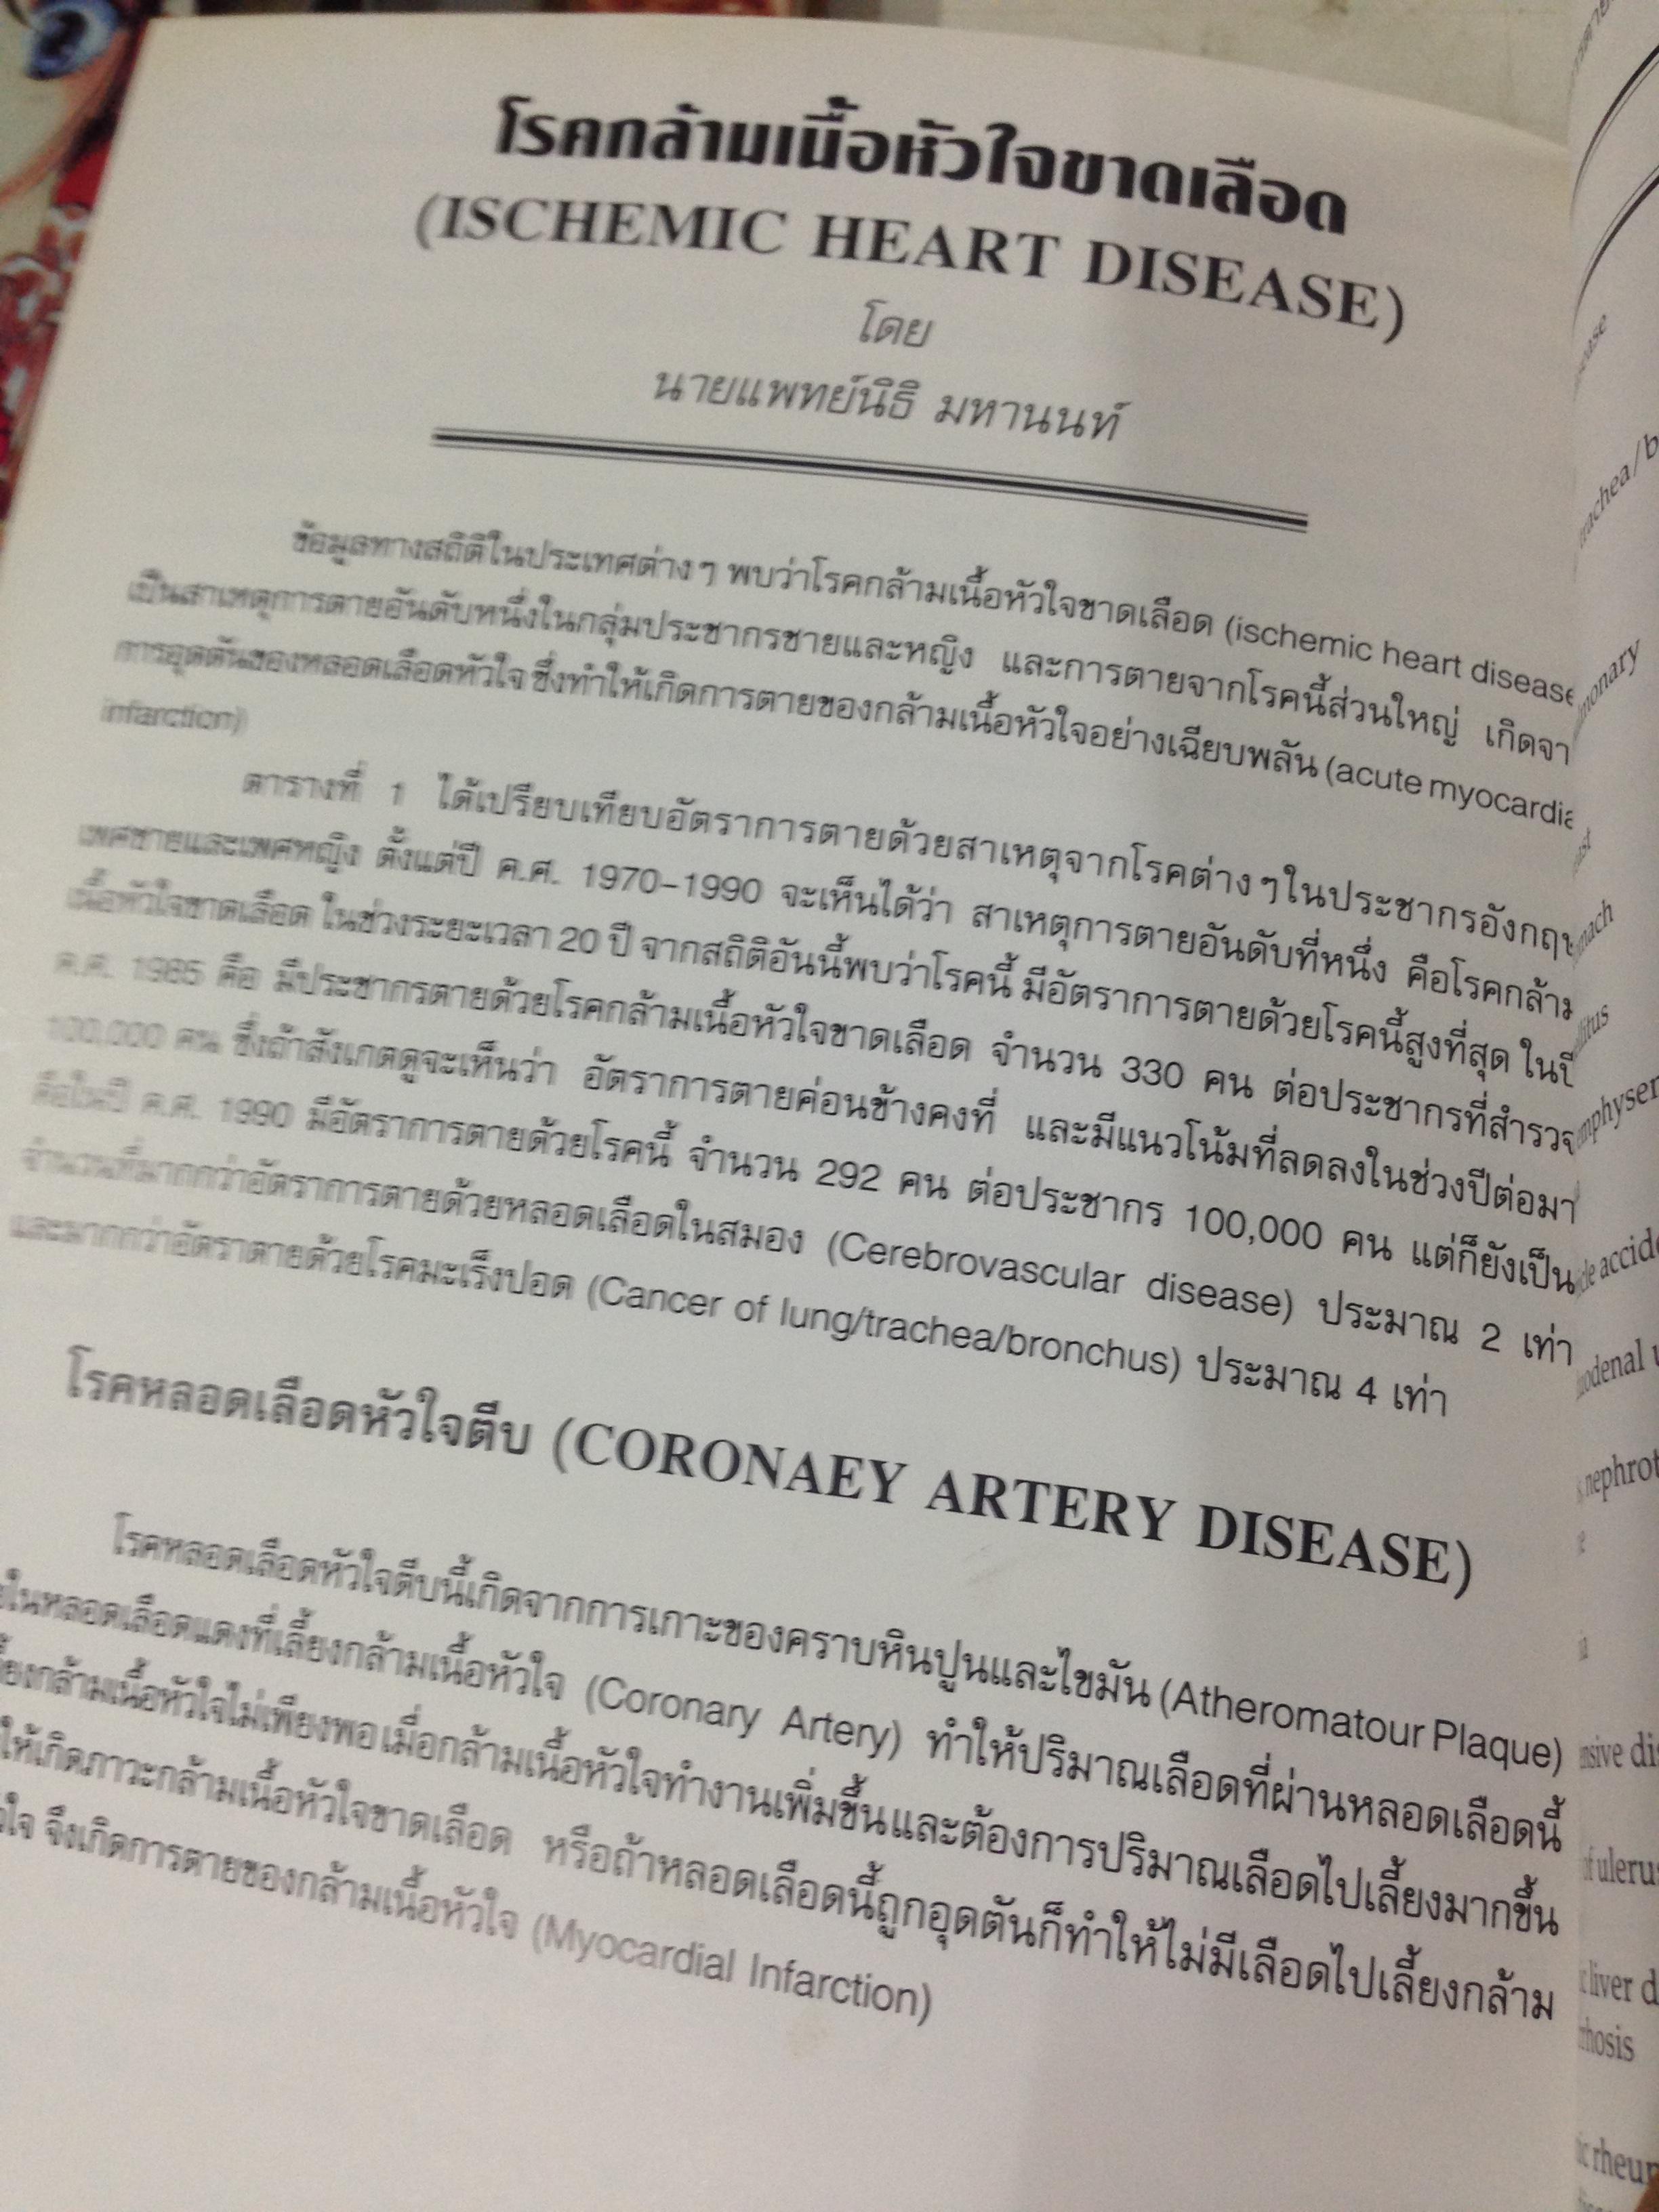 โรคกล้ามเนื้อหัวใจขาดเลือด
(ISCHEMIC HEART DISEASE)
โดย
นายแพทย์นิธิ มหานนท์
ข้อมูลทางสถิติในประเทศต่าง ๆ พบว่าโรคกล้ามเนื้อหัวใจขาดเลือด (ischemic heart disease
เป็นสาเหตุการตายอันดับหนึ่งในกลุ่มประชากรชายและหญิง และการตายจากโรคนี้ส่วนใหญ่ เกิดจา
การอุดตันของหลอดเลือดหัวใจ ซึ่งทำให้เกิดการตายของกล้ามเนื้อหัวใจอย่างเฉียบพลัน (acute myocardia
infarction)
ตารางที่ 1 ได้เปรียบเทียบอัตราการตายด้วยสาเหตุจากโรคต่าง ๆ ในประชากรอังกฤษ
เพศชายและเพศหญิง ตั้งแต่ปี ค.ศ. 1970-1990 จะเห็นได้ว่า สาเหตุการตายอันดับที่หนึ่ง คือโรคกล้าม
เนื้อหัวใจขาดเลือด ในช่วงระยะเวลา 20 ปี จากสถิติอันนี้พบว่าโรคนี้ มีอัตราการตายด้วยโรคนี้สูงที่สุด ในปี
ค.ศ. 1985 คือ มีประชากรตายด้วยโรคกล้ามเนื้อหัวใจขาดเลือด จำนวน 330 คน ต่อประชากรที่สำรวจ
100,000 คน ซึ่งถ้าสังเกตดูจะเห็นว่า อัตราการตายค่อนข้างคงที่ และมีแนวโน้มที่ลดลงในช่วงปีต่อมา
คือในปี ค.ศ. 1990 มีอัตราการตายด้วยโรคนี้ จำนวน 292 คน ต่อประชากร 100,000 คน แต่ก็ยังเป็น
จำนวนที่มากกว่าอัตราการตายด้วยหลอดเลือดในสมอง (Cerebrovascular disease) ประมาณ 2 เท่า
และมากกว่าอัตราตายด้วยโรคมะเร็งปอด (Cancer of lung/trachea/bronchus) ประมาณ 4 เท่า
โรคหลอดเลือดหัวใจตีบ (CORONAEY ARTERY DISEASE)
โรคหลอดเลือดหัวใจตีบนี้เกิดจากการเกาะของคราบหินปูนและไขมัน (Atheromatour Plaque)
ในหลอดเลือดแดงที่เลี้ยงกล้ามเนื้อหัวใจ (Coronary Artery) ทำให้ปริมาณเลือดที่ผ่านหลอดเลือดนี้
ยงกล้ามเนื้อหัวใจไม่เพียงพอเมื่อกล้ามเนื้อหัวใจทำงานเพิ่มขึ้นและต้องการปริมาณเลือดไปเลี้ยงมากขึ้น
ให้เกิดภาวะกล้ามเนื้อหัวใจขาดเลือด หรือถ้าหลอดเลือดนี้ถูกอุดตันก็ทำให้ไม่มีเลือดไปเลี้ยงกล้าม
ใจ จึงเกิดการตายของกล้ามเนื้อหัวใจ (Myocardial Infarction)